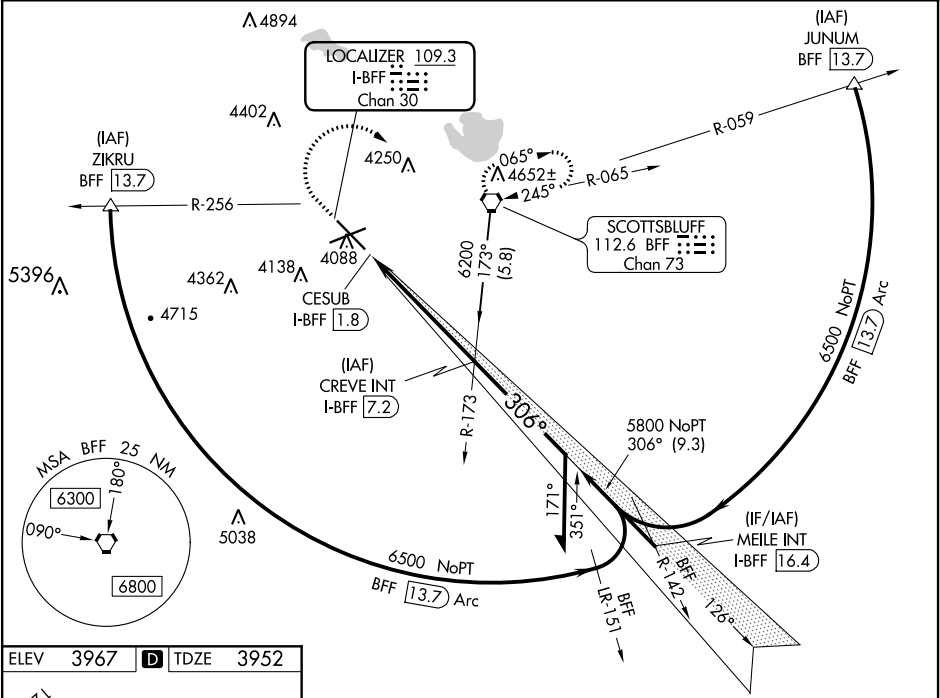 4894
LOCALIZER 109.3
I-BFF
Chan 30
(IAF)
JUNUM
BFF 13.7
4402
4250
(IAF)
ZIKRU
BFF 13.7
R-059
065°
4652±
245°
R-065
R-256
SCOTTSBLUFF
112.6 BFF
Chan 73
4088
5396
4362
4138
6200
173°
(5.8)
CESUB
I-BFF 1.8
4715
6500 NoPT
BFF 13.7 Arc
(IAF)
CREVE INT
I-BFF 7.2
R-173
306°
5800 NoPT
306° (9.3)
MSA BFF 25 NM
6300
180°
090°
6800
5038
171°
351°
(IF/IAF)
MEILE INT
I-BFF 16.4
6500 NoPT
BFF 13.7 Arc
BFF
LR-151
BFF
R-142
126°
ELEV 3967 D TDZE 3952